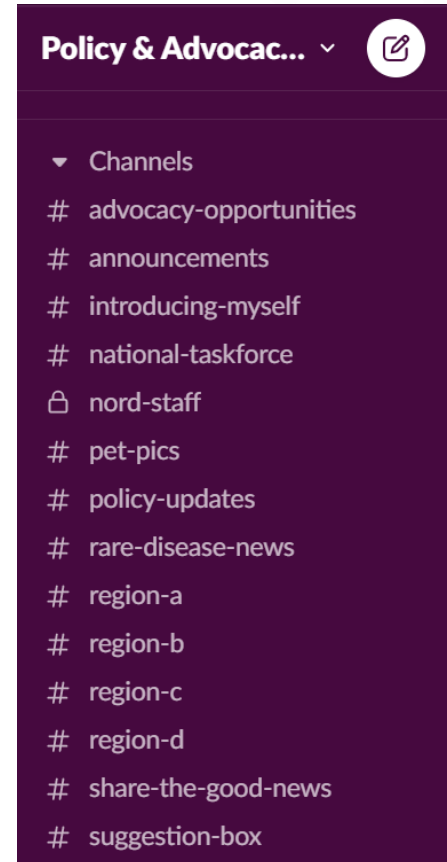 Policy & Advocac...
Channels
# advocacy-opportunities
# announcements
# introducing-myself
# national-taskforce
nord-staff
# pet-pics
# policy-updates
# rare-disease-news
# region-a
# region-b
# region-c
# region-d
# share-the-good-news
# suggestion-box